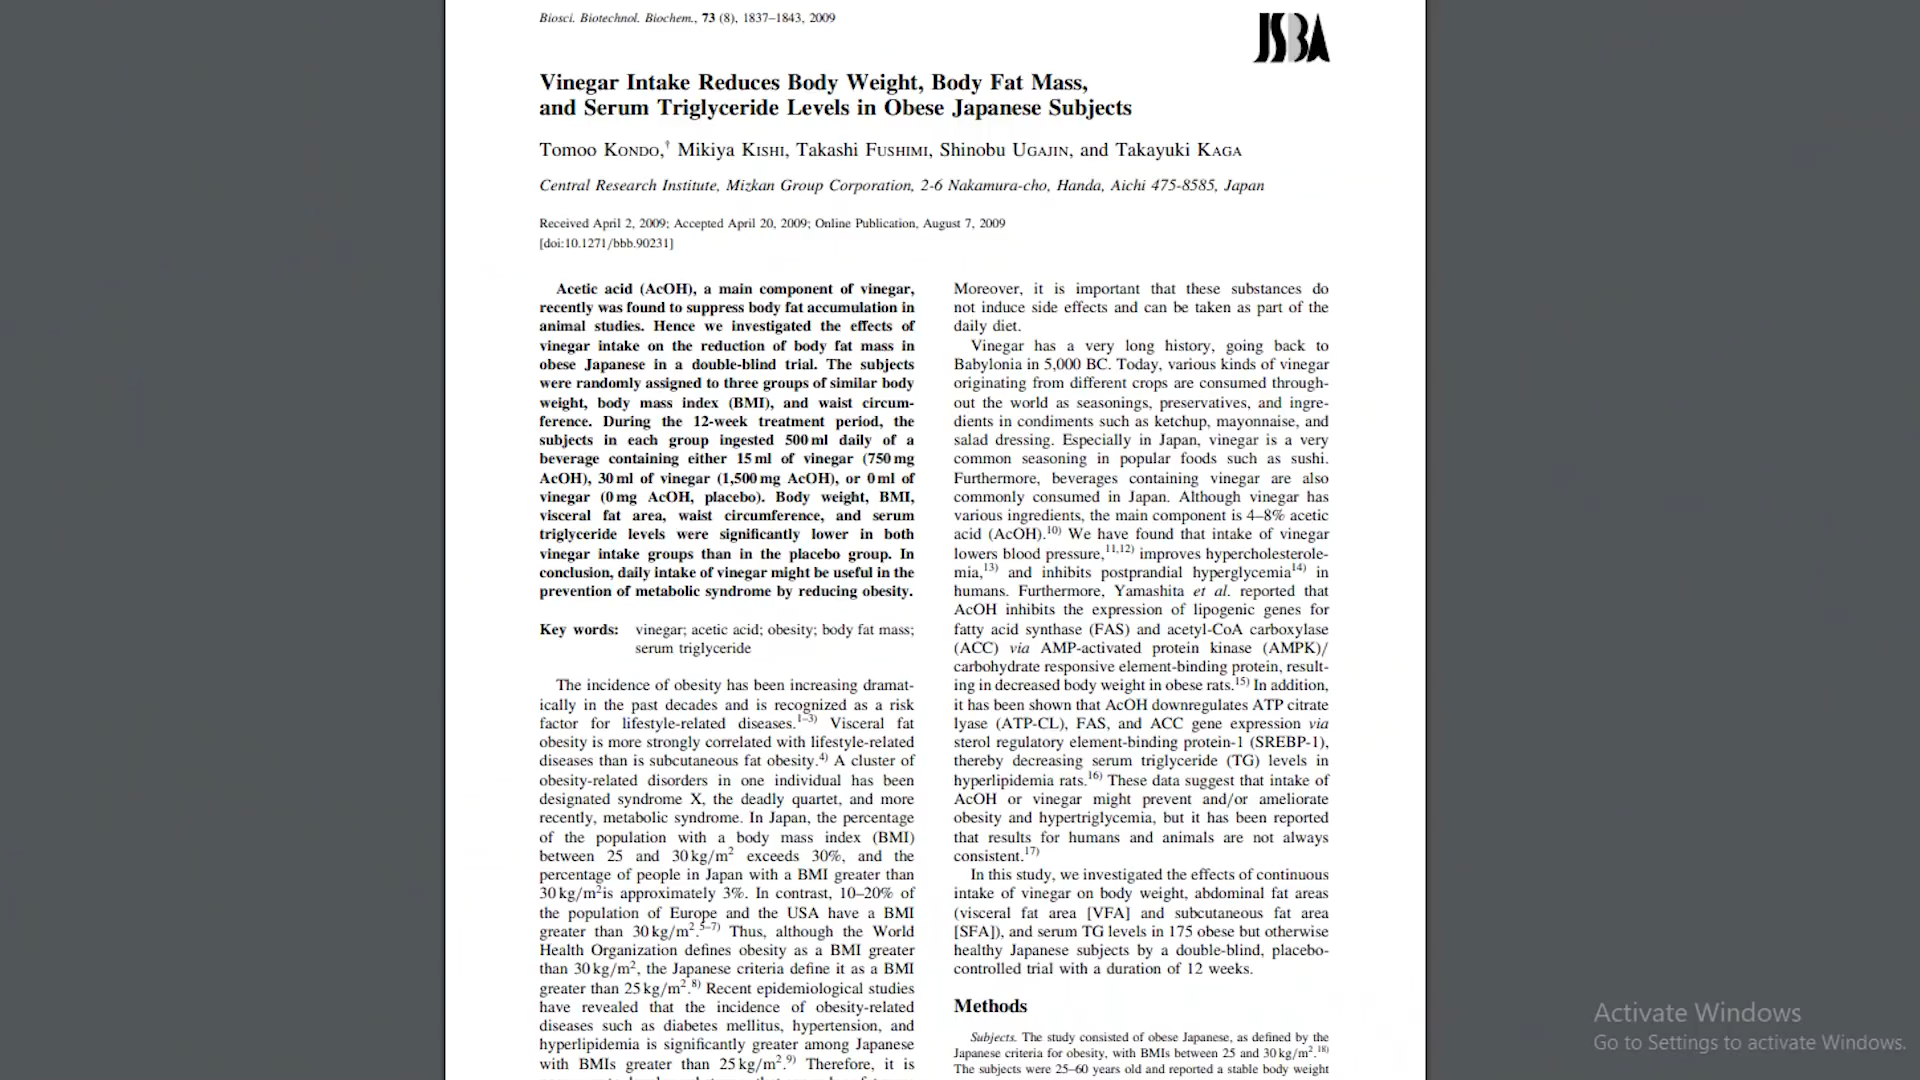 Biosci. Biotechnol. Biochem., 73 (8), 1837–1843, 2009
JSBA
Vinegar Intake Reduces Body Weight, Body Fat Mass,
and Serum Triglyceride Levels in Obese Japanese Subjects
Tomoo KONDO,† Mikiya KISHI, Takashi FUSHIMI, Shinobu UGAJIN, and Takayuki KAGA
Central Research Institute, Mizkan Group Corporation, 2-6 Nakamura-cho, Handa, Aichi 475-8585, Japan
Received April 2, 2009; Accepted April 20, 2009; Online Publication, August 7, 2009
[doi:10.1271/bbb.90231]
Acetic acid (AcOH), a main component of vinegar,
recently was found to suppress body fat accumulation in
animal studies. Hence we investigated the effects of
vinegar intake on the reduction of body fat mass in
obese Japanese in a double-blind trial. The subjects
were randomly assigned to three groups of similar body
weight, body mass index (BMI), and waist circum-
ference. During the 12-week treatment period, the
subjects in each group ingested 500 ml daily of a
beverage containing either 15 ml of vinegar (750 mg
AcOH), 30 ml of vinegar (1,500 mg AcOH), or 0 ml of
vinegar (0 mg AcOH, placebo). Body weight, BMI,
visceral fat area, waist circumference, and serum
triglyceride levels were significantly lower in both
vinegar intake groups than in the placebo group. In
conclusion, daily intake of vinegar might be useful in the
prevention of metabolic syndrome by reducing obesity.
Key words: vinegar; acetic acid; obesity; body fat mass;
serum triglyceride
The incidence of obesity has been increasing dramat-
ically in the past decades and is recognized as a risk
factor for lifestyle-related diseases.1–3) Visceral fat
obesity is more strongly correlated with lifestyle-related
diseases than is subcutaneous fat obesity.4) A cluster of
obesity-related disorders in one individual has been
designated syndrome X, the deadly quartet, and more
recently, metabolic syndrome. In Japan, the percentage
of the population with a body mass index (BMI)
between 25 and 30 kg/m2 exceeds 30%, and the
percentage of people in Japan with a BMI greater than
30 kg/m2is approximately 3%. In contrast, 10–20% of
the population of Europe and the USA have a BMI
greater than 30 kg/m2.5–7) Thus, although the World
Health Organization defines obesity as a BMI greater
than 30 kg/m2, the Japanese criteria define it as a BMI
greater than 25 kg/m2.8) Recent epidemiological studies
have revealed that the incidence of obesity-related
diseases such as diabetes mellitus, hypertension, and
hyperlipidemia is significantly greater among Japanese
with BMIs greater than 25 kg/m2.9) Therefore, it is
Moreover, it is important that these substances do
not induce side effects and can be taken as part of the
daily diet.
Vinegar has a very long history, going back to
Babylonia in 5,000 BC. Today, various kinds of vinegar
originating from different crops are consumed through-
out the world as seasonings, preservatives, and ingre-
dients in condiments such as ketchup, mayonnaise, and
salad dressing. Especially in Japan, vinegar is a very
common seasoning in popular foods such as sushi.
Furthermore, beverages containing vinegar are also
commonly consumed in Japan. Although vinegar has
various ingredients, the main component is 4–8% acetic
acid (AcOH).10) We have found that intake of vinegar
lowers blood pressure,11,12) improves hypercholesterole-
mia,13) and inhibits postprandial hyperglycemia14) in
humans. Furthermore, Yamashita et al. reported that
AcOH inhibits the expression of lipogenic genes for
fatty acid synthase (FAS) and acetyl-CoA carboxylase
(ACC) via AMP-activated protein kinase (AMPK)/
carbohydrate responsive element-binding protein, result-
ing in decreased body weight in obese rats.15) In addition,
it has been shown that AcOH downregulates ATP citrate
lyase (ATP-CL), FAS, and ACC gene expression via
sterol regulatory element-binding protein-1 (SREBP-1),
thereby decreasing serum triglyceride (TG) levels in
hyperlipidemia rats.16) These data suggest that intake of
AcOH or vinegar might prevent and/or ameliorate
obesity and hypertriglycemia, but it has been reported
that results for humans and animals are not always
consistent.17)
In this study, we investigated the effects of continuous
intake of vinegar on body weight, abdominal fat areas
(visceral fat area [VFA] and subcutaneous fat area
[SFA]), and serum TG levels in 175 obese but otherwise
healthy Japanese subjects by a double-blind, placebo-
controlled trial with a duration of 12 weeks.
Methods
Subjects. The study consisted of obese Japanese, as defined by the
Japanese criteria for obesity, with BMIs between 25 and 30 kg/m2.18)
The subjects were 25–60 years old and reported a stable body weight
Activate Windows
Go to Settings to activate Windows.